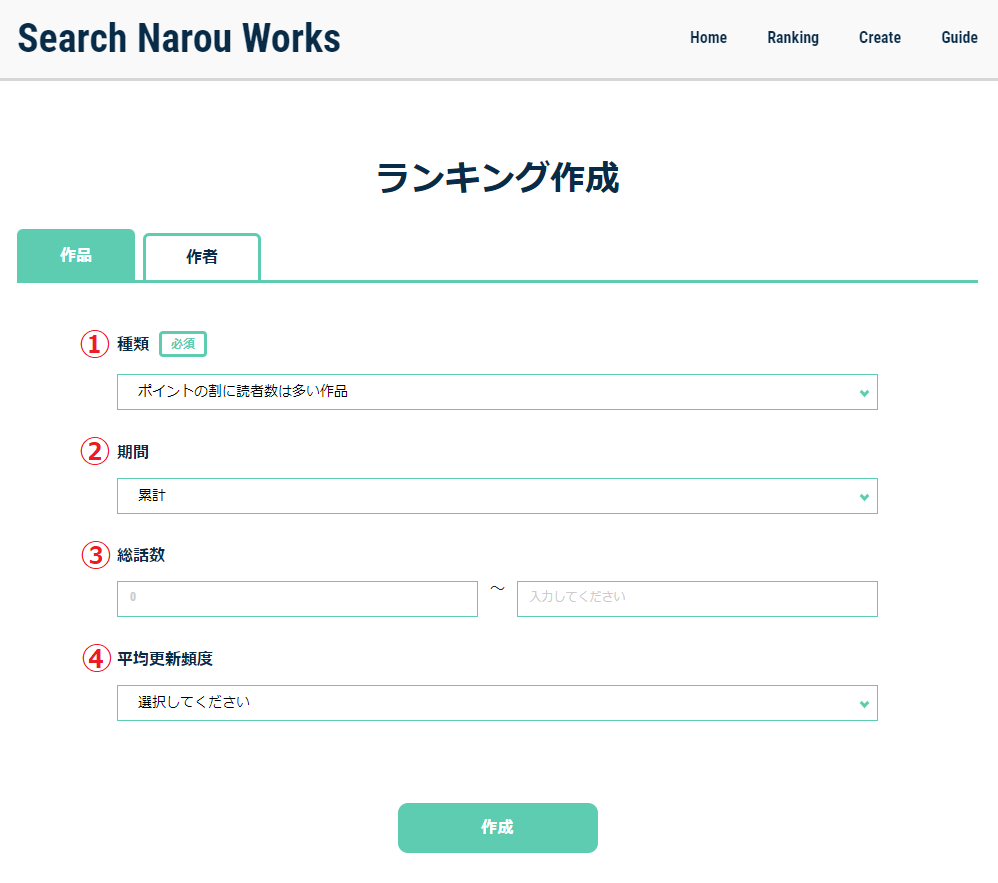 Search Narou Works
Home Ranking Create Guide
ランキング作成
作品 作者
① 種類 必須
ポイントの割に読者数は多い作品
② 期間
累計
③ 総話数
0 ～ 入力してください
④ 平均更新頻度
選択してください
作成